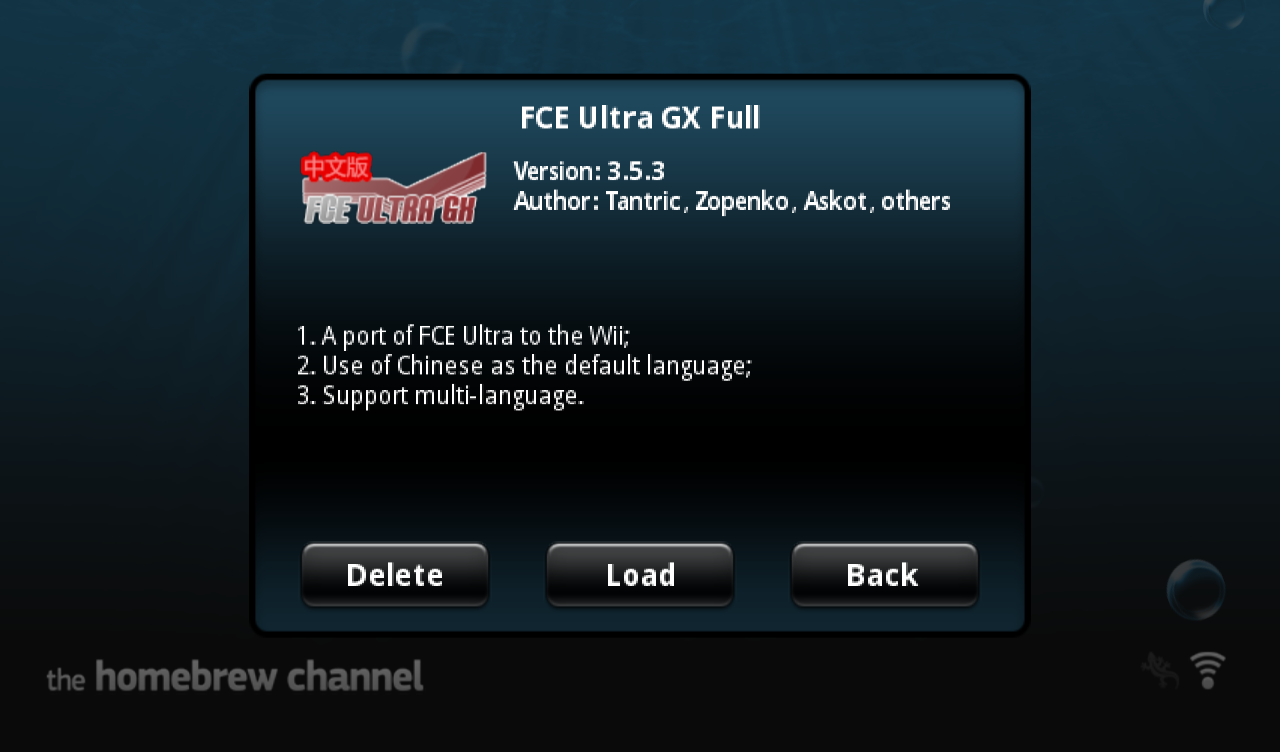 FCE Ultra GX Full
中文版
FCE ULTRA GX
Version: 3.5.3
Author: Tantric, Zopenko, Askot, others
1. A port of FCE Ultra to the Wii;
2. Use of Chinese as the default language;
3. Support multi-language.
Delete
Load
Back
the homebrew channel